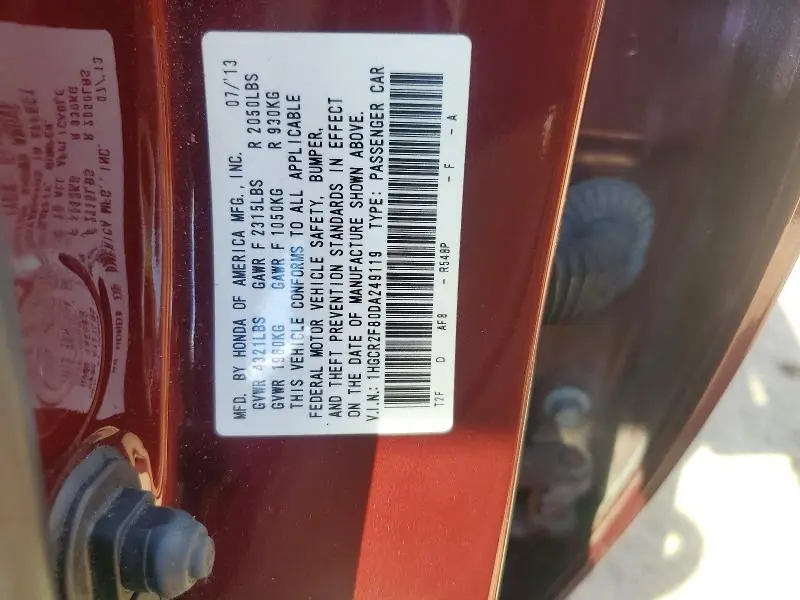 MFD. BY HONDA OF AMERICA MFG., INC. 07/'13
GVWR 4321LBS GAWR F 2315LBS R 2050LBS
GVWR 1960KG GAWR F 1050KG R 930KG
THIS VEHICLE CONFORMS TO ALL APPLICABLE
FEDERAL MOTOR VEHICLE SAFETY, BUMPER,
AND THEFT PREVENTION STANDARDS IN EFFECT
ON THE DATE OF MANUFACTURE SHOWN ABOVE.
V.I.N.: 1HGCR2F80DA249119 TYPE: PASSENGER CAR
T2F D AF8 - R548P - F - A